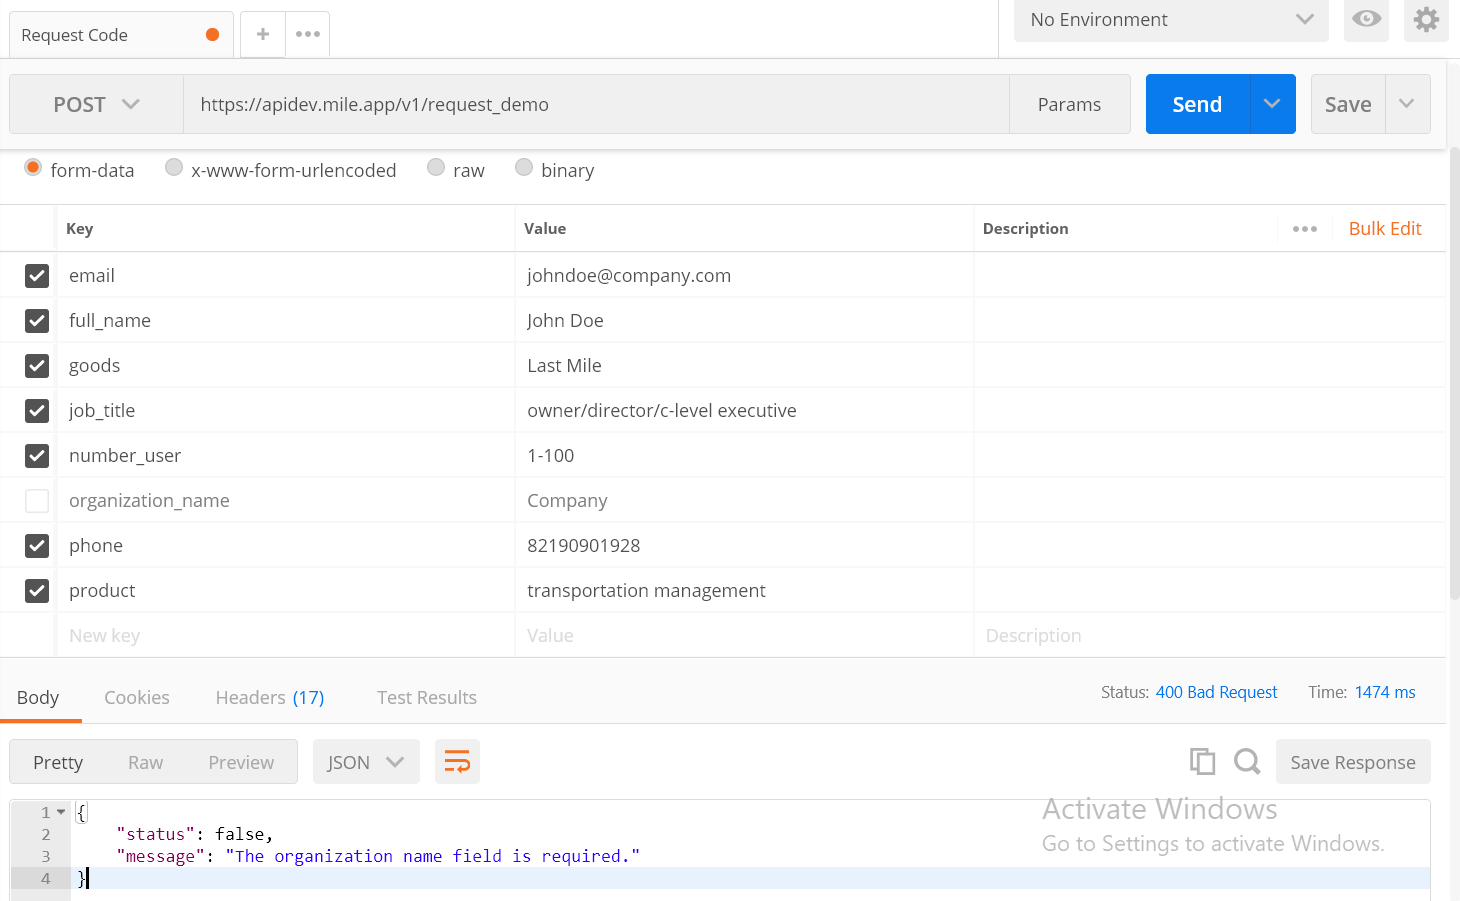 Request Code
No Environment
POST https://apidev.mile.app/v1/request_demo Params Send Save
form-data x-www-form-urlencoded raw binary
Key Value Description Bulk Edit
email johndoe@company.com
full_name John Doe
goods Last Mile
job_title owner/director/c-level executive
number_user 1-100
organization_name Company
phone 82190901928
product transportation management
New key Value Description
Body Cookies Headers (17) Test Results Status: 400 Bad Request Time: 1474 ms
Pretty Raw Preview JSON Save Response
1 {
2 "status": false,
3 "message": "The organization name field is required."
4 }
Activate Windows
Go to Settings to activate Windows.